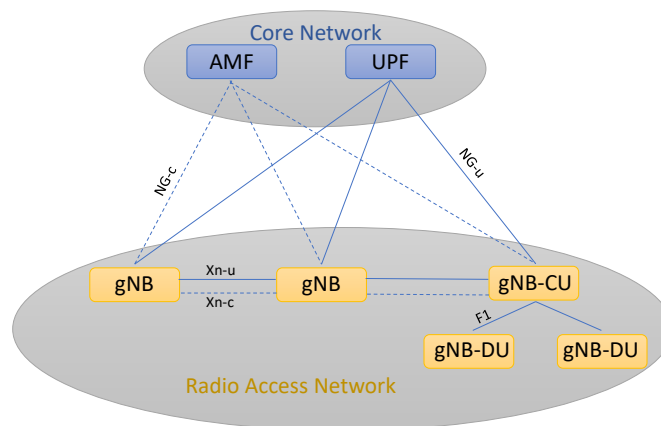 Core Network
AMF
UPF
NG-c
NG-u
gNB
Xn-u
Xn-c
gNB
gNB-CU
F1
gNB-DU
gNB-DU
Radio Access Network